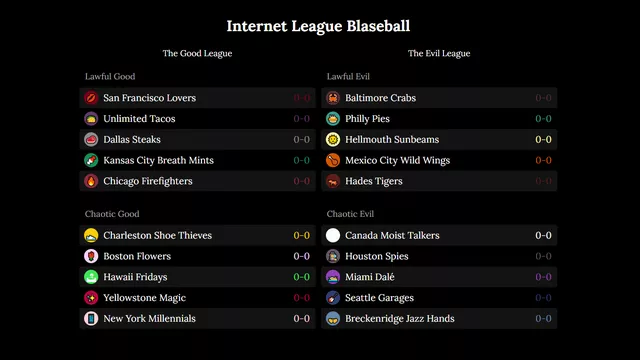 Internet League Blaseball
The Good League
Lawful Good
San Francisco Lovers 0-0
Unlimited Tacos 0-0
Dallas Steaks 0-0
Kansas City Breath Mints 0-0
Chicago Firefighters 0-0
Chaotic Good
Charleston Shoe Thieves 0-0
Boston Flowers 0-0
Hawaii Fridays 0-0
Yellowstone Magic 0-0
New York Millennials 0-0
The Evil League
Lawful Evil
Baltimore Crabs 0-0
Philly Pies 0-0
Hellmouth Sunbeams 0-0
Mexico City Wild Wings 0-0
Hades Tigers 0-0
Chaotic Evil
Canada Moist Talkers 0-0
Houston Spies 0-0
Miami Dalé 0-0
Seattle Garages 0-0
Breckenridge Jazz Hands 0-0